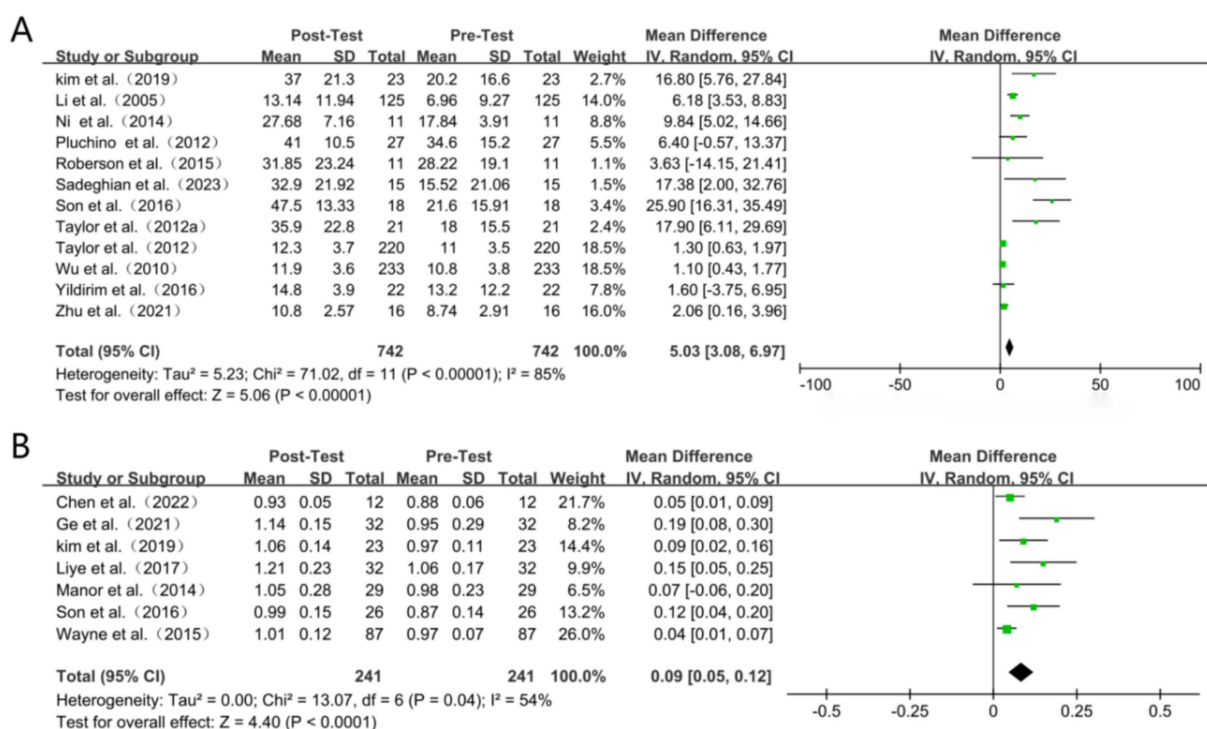 A
Post-Test Pre-Test Mean Difference Mean Difference
Study or Subgroup Mean SD Total Mean SD Total Weight IV, Random, 95% CI IV, Random, 95% CI
kim et al.（2019） 37 21.3 23 20.2 16.6 23 2.7% 16.80 [5.76, 27.84]
Li et al.（2005） 13.14 11.94 125 6.96 9.27 125 14.0% 6.18 [3.53, 8.83]
Ni et al.（2014） 27.68 7.16 11 17.84 3.91 11 8.8% 9.84 [5.02, 14.66]
Pluchino et al.（2012） 41 10.5 27 34.6 15.2 27 5.5% 6.40 [-0.57, 13.37]
Roberson et al.（2015） 31.85 23.24 11 28.22 19.1 11 1.1% 3.63 [-14.15, 21.41]
Sadeghian et al.（2023） 32.9 21.92 15 15.52 21.06 15 1.5% 17.38 [2.00, 32.76]
Son et al.（2016） 47.5 13.33 18 21.6 15.91 18 3.4% 25.90 [16.31, 35.49]
Taylor et al.（2012a） 35.9 22.8 21 18 15.5 21 2.4% 17.90 [6.11, 29.69]
Taylor et al.（2012） 12.3 3.7 220 11 3.5 220 18.5% 1.30 [0.63, 1.97]
Wu et al.（2010） 11.9 3.6 233 10.8 3.8 233 18.5% 1.10 [0.43, 1.77]
Yildirim et al.（2016） 14.8 3.9 22 13.2 12.2 22 7.8% 1.60 [-3.75, 6.95]
Zhu et al.（2021） 10.8 2.57 16 8.74 2.91 16 16.0% 2.06 [0.16, 3.96]
Total (95% CI) 742 742 100.0% 5.03 [3.08, 6.97]
Heterogeneity: Tau² = 5.23; Chi² = 71.02, df = 11 (P < 0.00001); I² = 85%
Test for overall effect: Z = 5.06 (P < 0.00001)
-100 -50 0 50 100
B
Post-Test Pre-Test Mean Difference Mean Difference
Study or Subgroup Mean SD Total Mean SD Total Weight IV, Random, 95% CI IV, Random, 95% CI
Chen et al.（2022） 0.93 0.05 12 0.88 0.06 12 21.7% 0.05 [0.01, 0.09]
Ge et al.（2021） 1.14 0.15 32 0.95 0.29 32 8.2% 0.19 [0.08, 0.30]
kim et al.（2019） 1.06 0.14 23 0.97 0.11 23 14.4% 0.09 [0.02, 0.16]
Liye et al.（2017） 1.21 0.23 32 1.06 0.17 32 9.9% 0.15 [0.05, 0.25]
Manor et al.（2014） 1.05 0.28 29 0.98 0.23 29 6.5% 0.07 [-0.06, 0.20]
Son et al.（2016） 0.99 0.15 26 0.87 0.14 26 13.2% 0.12 [0.04, 0.20]
Wayne et al.（2015） 1.01 0.12 87 0.97 0.07 87 26.0% 0.04 [0.01, 0.07]
Total (95% CI) 241 241 100.0% 0.09 [0.05, 0.12]
Heterogeneity: Tau² = 0.00; Chi² = 13.07, df = 6 (P = 0.04); I² = 54%
Test for overall effect: Z = 4.40 (P < 0.0001)
-0.5 -0.25 0 0.25 0.5